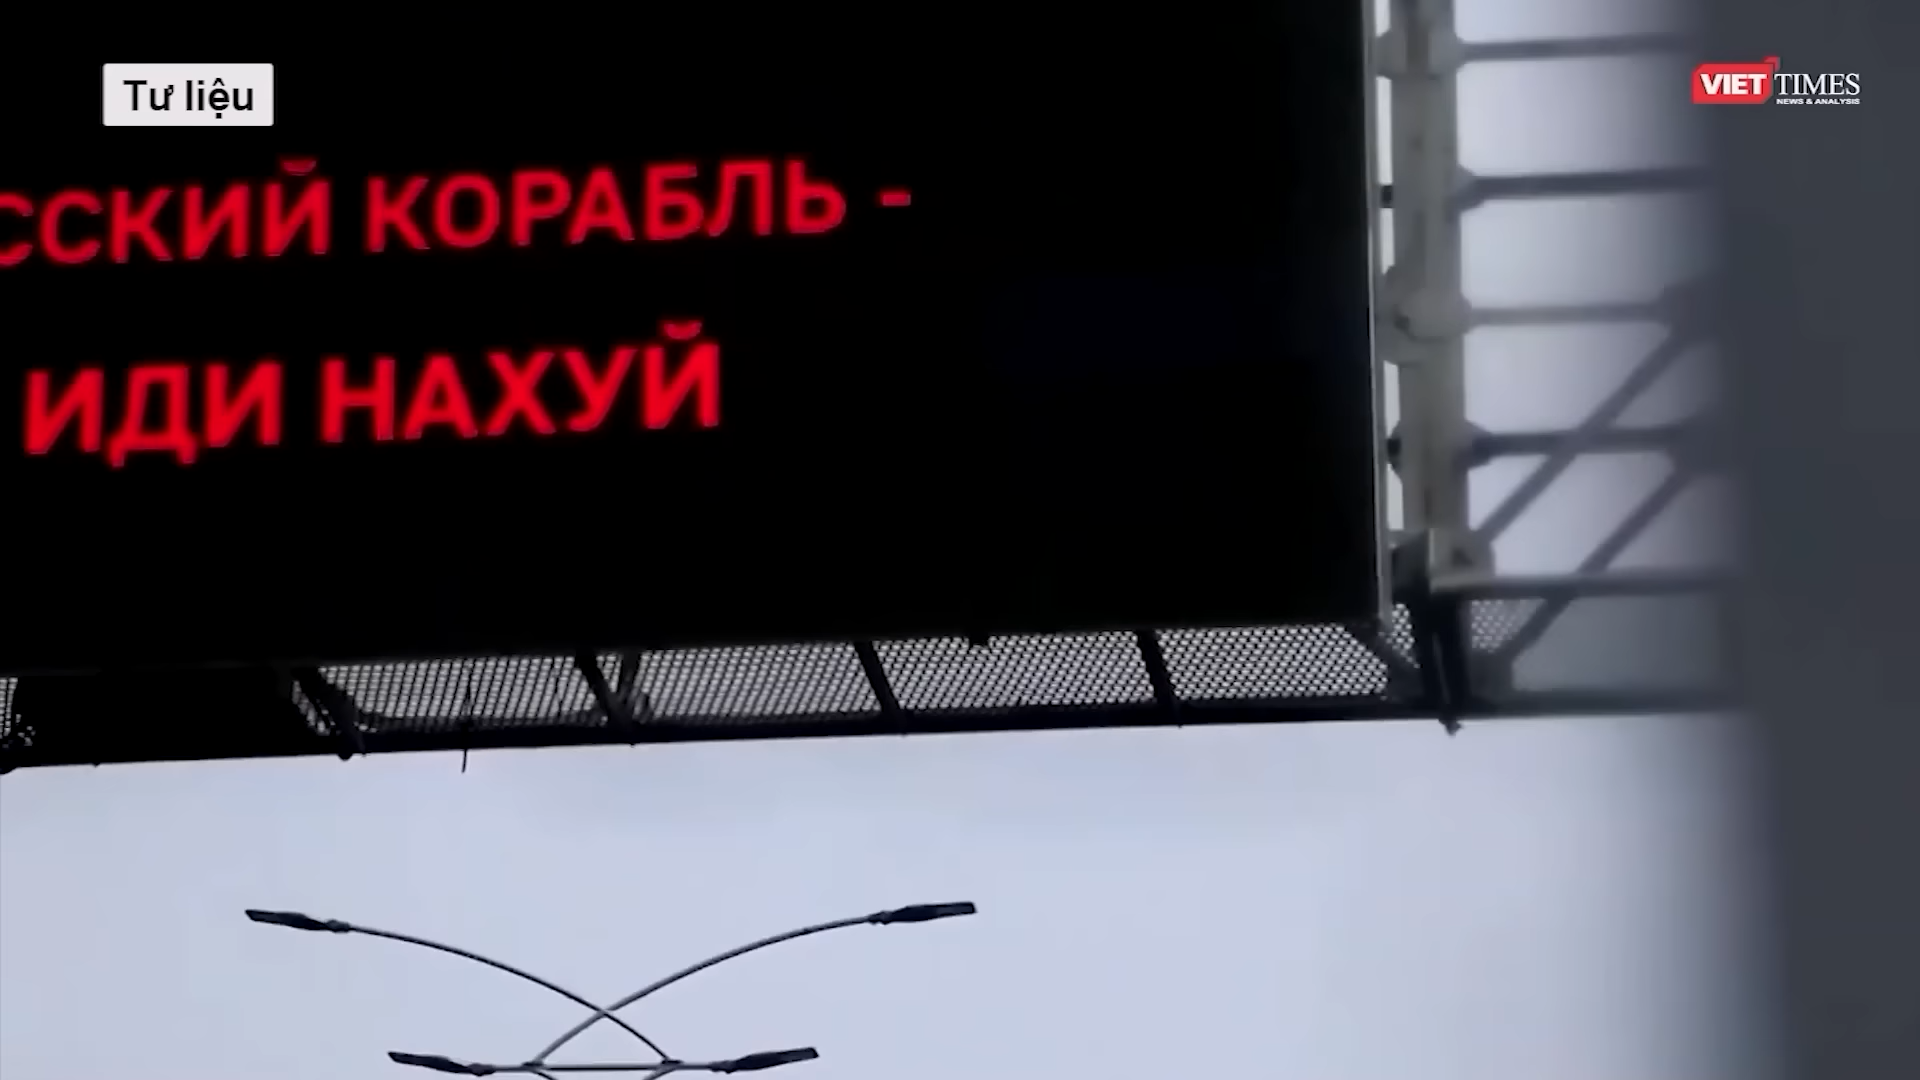 Tư liệu
VIETTIMES
NEWS & ANALYSIS
ССКИЙ КОРАБЛЬ -
ИДИ НАХУЙ